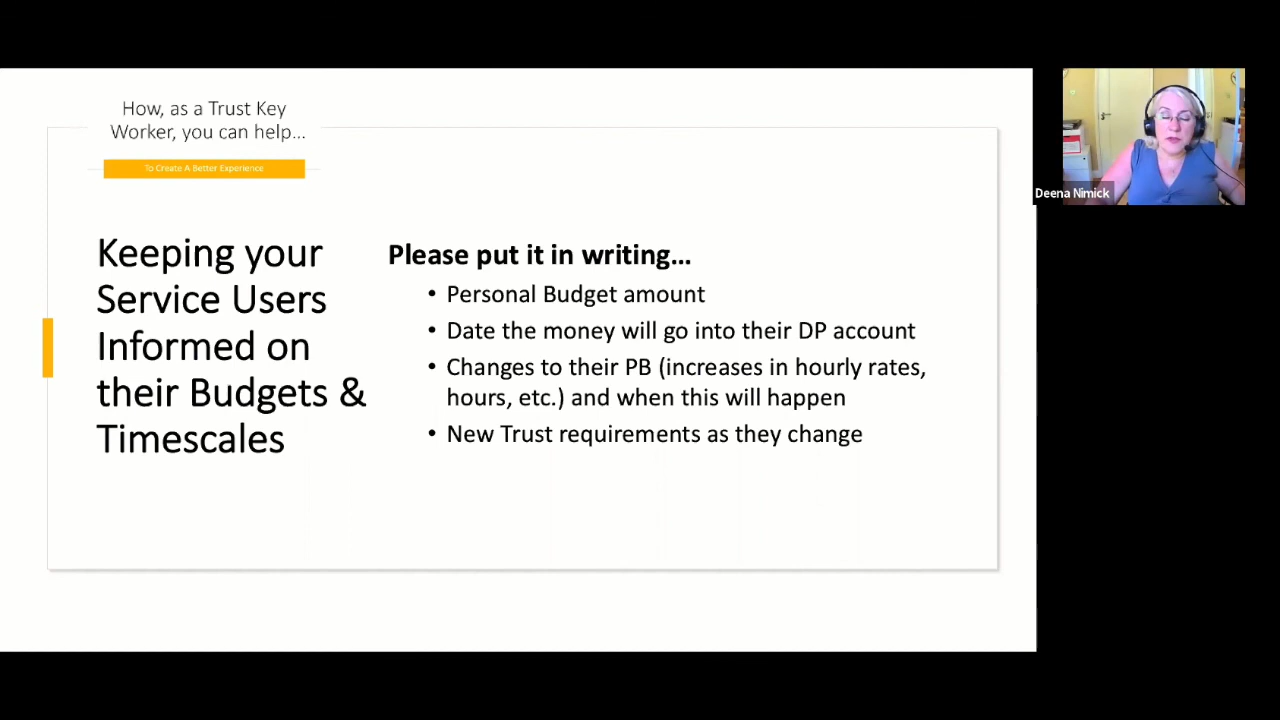 How, as a Trust Key
Worker, you can help...
To Create A Better Experience
Keeping your
Service Users
Informed on
their Budgets &
Timescales
Please put it in writing...
• Personal Budget amount
• Date the money will go into their DP account
• Changes to their PB (increases in hourly rates,
hours, etc.) and when this will happen
• New Trust requirements as they change
Deena Nimick